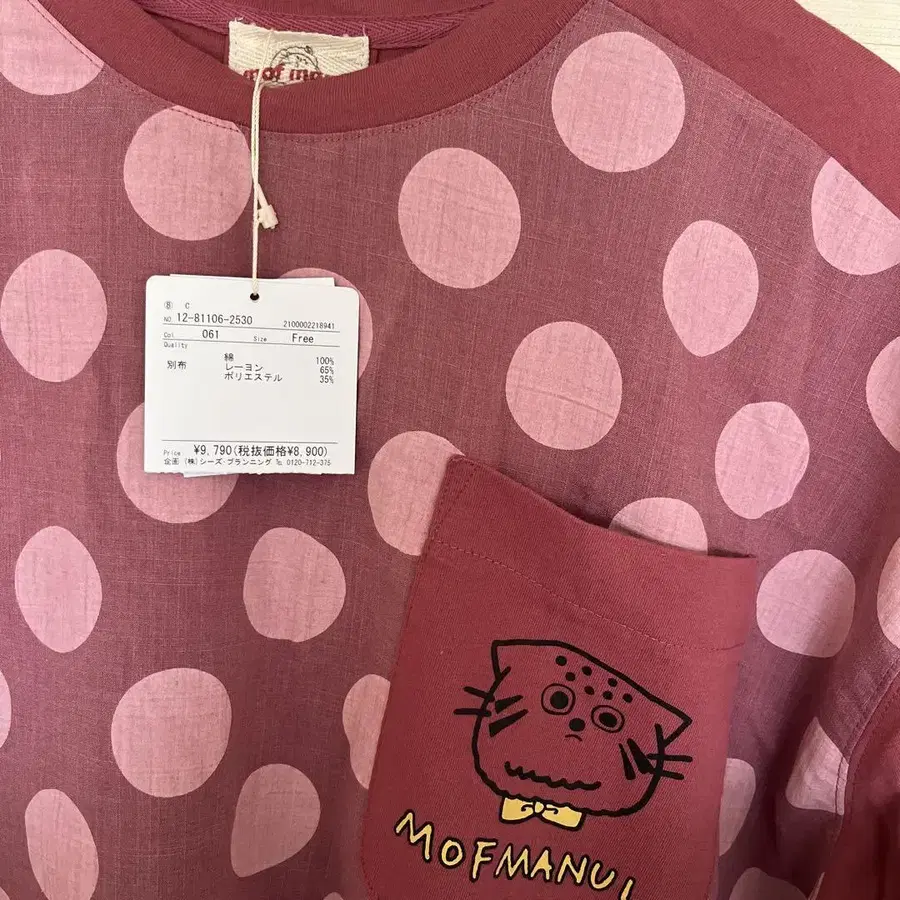 ⑧ C
NO 12-81106-2530 2100002218941
Col 061 Size Free
Quality
綿 100%
別布 レーヨン 65%
ポリエステル 35%
Price ¥9,790(税抜価格¥8,900)
企画 (株)シーズ・プランニング ℡ 0120-712-375
MOFMANU